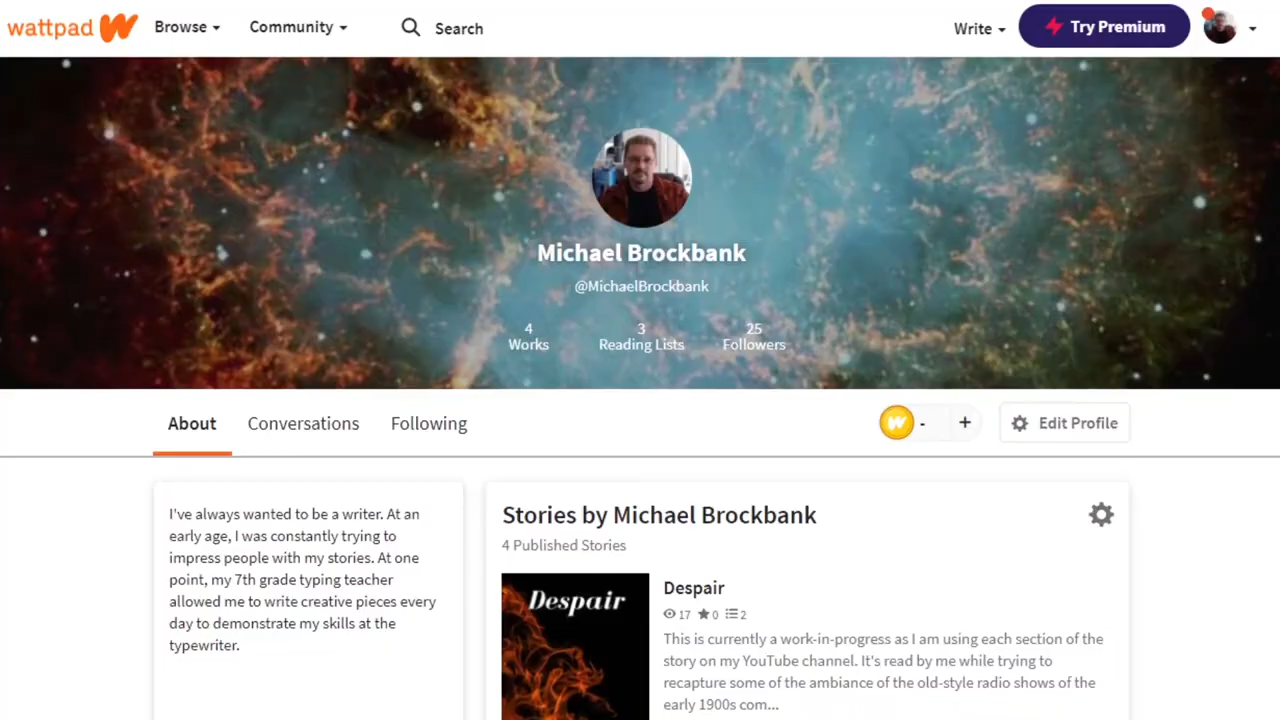 wattpad Browse Community Search Write Try Premium
Michael Brockbank
@MichaelBrockbank
4 3 25
Works Reading Lists Followers
About Conversations Following - + Edit Profile
I've always wanted to be a writer. At an
early age, I was constantly trying to
impress people with my stories. At one
point, my 7th grade typing teacher
allowed me to write creative pieces every
day to demonstrate my skills at the
typewriter.
Stories by Michael Brockbank
4 Published Stories
Despair
Despair
17 0 2
This is currently a work-in-progress as I am using each section of the
story on my YouTube channel. It's read by me while trying to
recapture some of the ambiance of the old-style radio shows of the
early 1900s com...